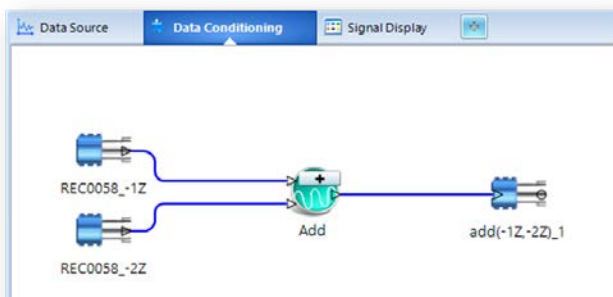 Data Source
Data Conditioning
Signal Display
REC0058_-1Z
REC0058_-2Z
Add
add(-1Z,-2Z)_1